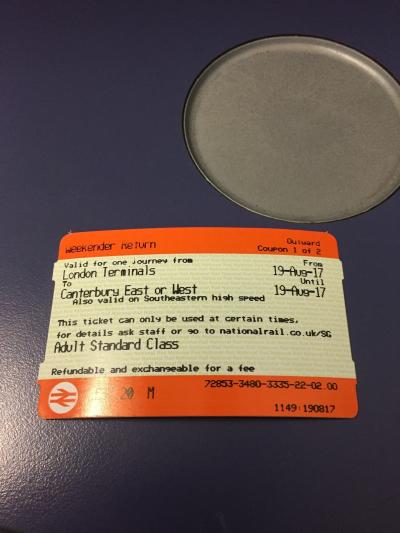 Weekender Return
Outward
Coupon 1 of 2
Valid for one journey from
From
London Terminals
19-Aug-17
To
Until
Canterbury East or West
19-Aug-17
Also valid on Southeastern high speed
This ticket can only be used at certain times,
for details ask staff or go to nationalrail.co.uk/SG
Adult Standard Class
Refundable and exchangeable for a fee
20 M
72853-3480-3335-22-02 00
1149 190817